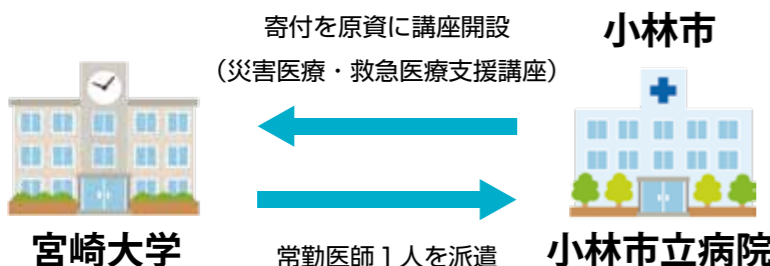 寄付を原資に講座開設
（災害医療・救急医療支援講座）
小林市
宮崎大学
常勤医師1人を派遣
小林市立病院